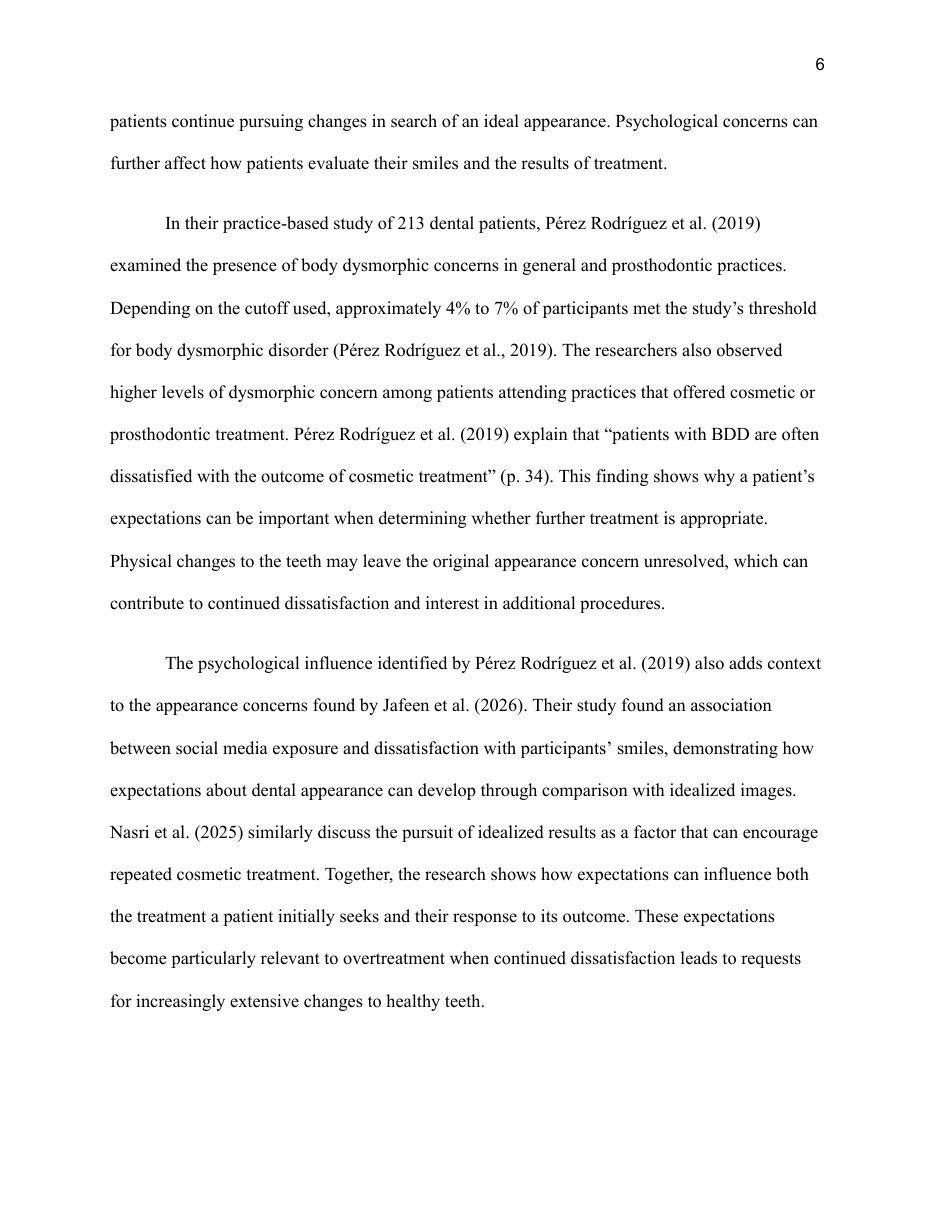 6
patients continue pursuing changes in search of an ideal appearance. Psychological concerns can
further affect how patients evaluate their smiles and the results of treatment.
In their practice-based study of 213 dental patients, Pérez Rodríguez et al. (2019)
examined the presence of body dysmorphic concerns in general and prosthodontic practices.
Depending on the cutoff used, approximately 4% to 7% of participants met the study’s threshold
for body dysmorphic disorder (Pérez Rodríguez et al., 2019). The researchers also observed
higher levels of dysmorphic concern among patients attending practices that offered cosmetic or
prosthodontic treatment. Pérez Rodríguez et al. (2019) explain that “patients with BDD are often
dissatisfied with the outcome of cosmetic treatment” (p. 34). This finding shows why a patient’s
expectations can be important when determining whether further treatment is appropriate.
Physical changes to the teeth may leave the original appearance concern unresolved, which can
contribute to continued dissatisfaction and interest in additional procedures.
The psychological influence identified by Pérez Rodríguez et al. (2019) also adds context
to the appearance concerns found by Jafeen et al. (2026). Their study found an association
between social media exposure and dissatisfaction with participants’ smiles, demonstrating how
expectations about dental appearance can develop through comparison with idealized images.
Nasri et al. (2025) similarly discuss the pursuit of idealized results as a factor that can encourage
repeated cosmetic treatment. Together, the research shows how expectations can influence both
the treatment a patient initially seeks and their response to its outcome. These expectations
become particularly relevant to overtreatment when continued dissatisfaction leads to requests
for increasingly extensive changes to healthy teeth.